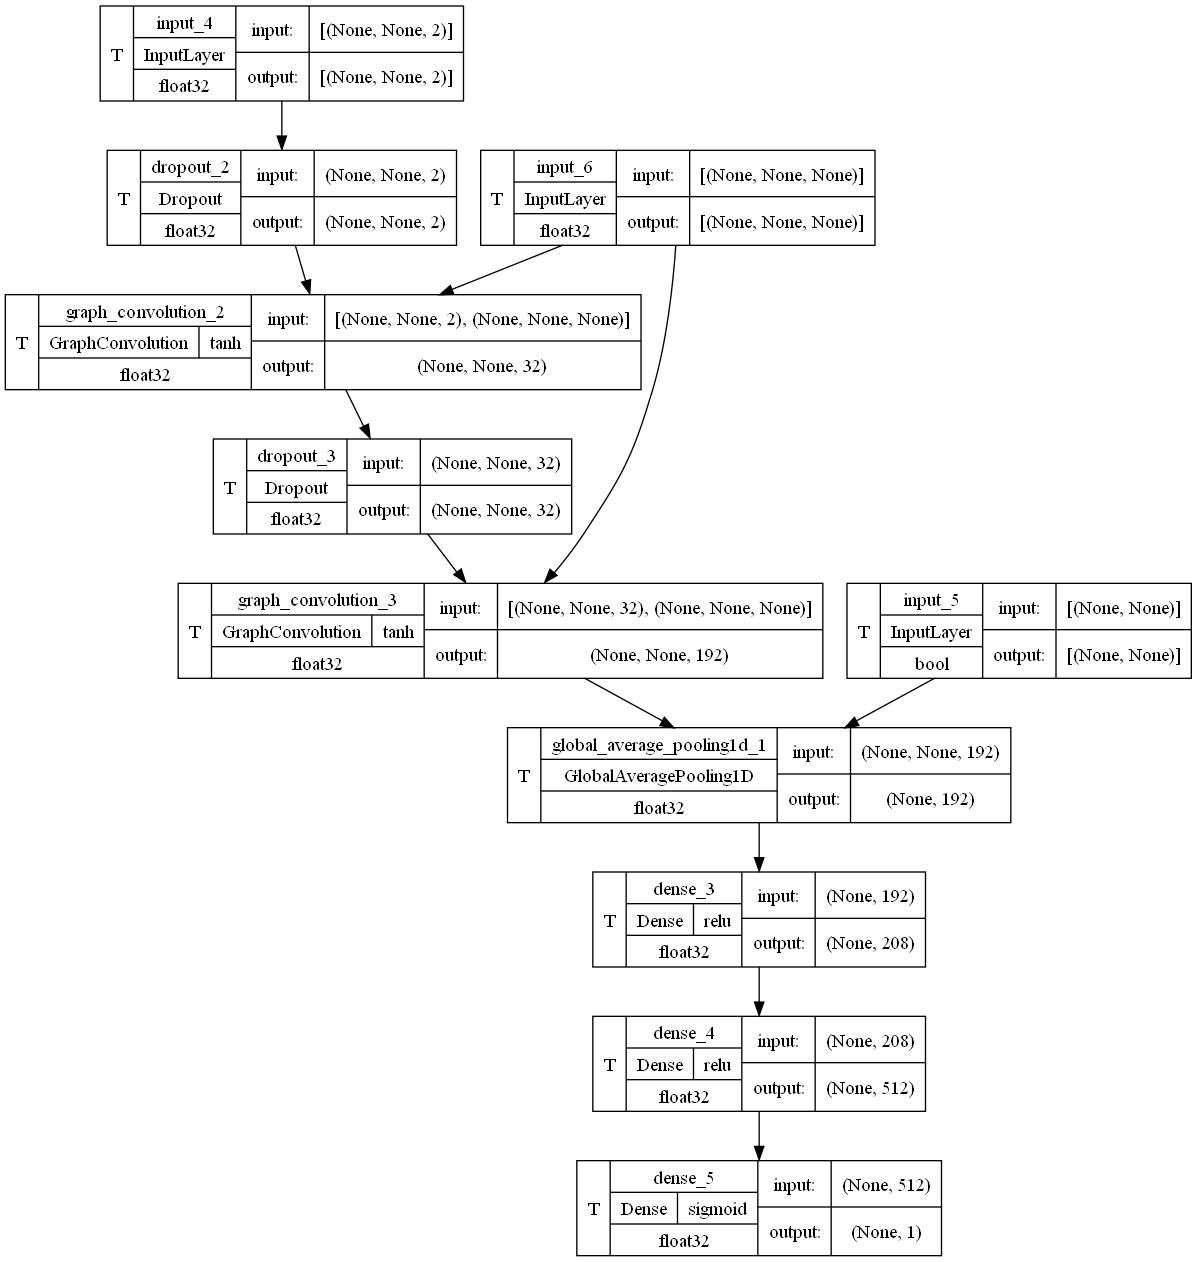 T
input_4
InputLayer
float32
input:
[(None, None, 2)]
output:
[(None, None, 2)]
T
dropout_2
Dropout
float32
input:
(None, None, 2)
output:
(None, None, 2)
T
input_6
InputLayer
float32
input:
[(None, None, None)]
output:
[(None, None, None)]
T
graph_convolution_2
GraphConvolution
tanh
float32
input:
[(None, None, 2), (None, None, None)]
output:
(None, None, 32)
T
dropout_3
Dropout
float32
input:
(None, None, 32)
output:
(None, None, 32)
T
graph_convolution_3
GraphConvolution
tanh
float32
input:
[(None, None, 32), (None, None, None)]
output:
(None, None, 192)
T
input_5
InputLayer
bool
input:
[(None, None)]
output:
[(None, None)]
T
global_average_pooling1d_1
GlobalAveragePooling1D
float32
input:
(None, None, 192)
output:
(None, 192)
T
dense_3
Dense
relu
float32
input:
(None, 192)
output:
(None, 208)
T
dense_4
Dense
relu
float32
input:
(None, 208)
output:
(None, 512)
T
dense_5
Dense
sigmoid
float32
input:
(None, 512)
output:
(None, 1)